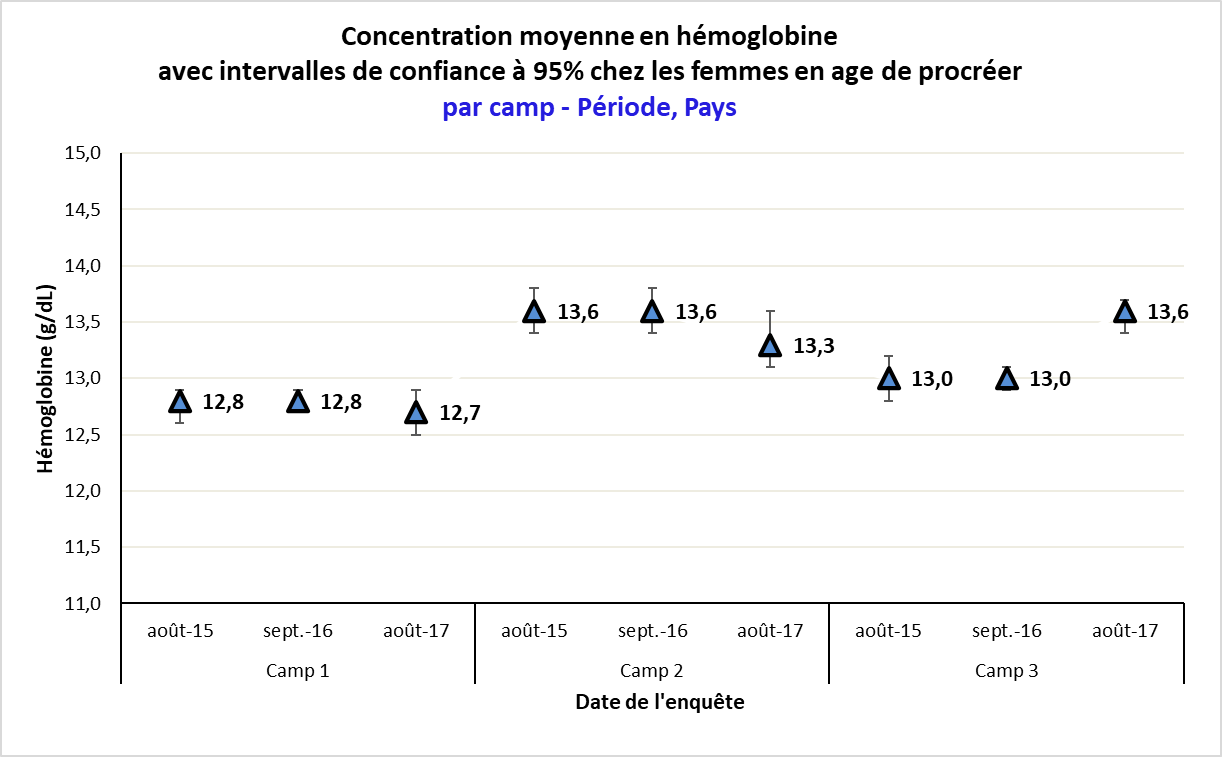 Concentration moyenne en hémoglobine
avec intervalles de confiance à 95% chez les femmes en age de procréer
par camp - Période, Pays
Hémoglobine (g/dL)
15,0
14,5
14,0
13,5
13,0
12,5
12,0
11,5
11,0
12,8
12,8
12,7
13,6
13,6
13,3
13,0
13,0
13,6
août-15 sept.-16 août-17 août-15 sept.-16 août-17 août-15 sept.-16 août-17
Camp 1 Camp 2 Camp 3
Date de l'enquête